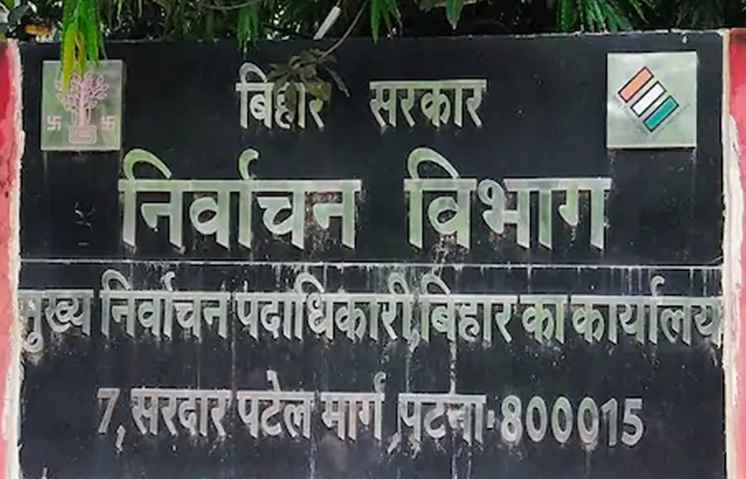 बिहार सरकार
निर्वाचन विभाग
मुख्य निर्वाचन पदाधिकारी,बिहार का कार्यालय
7, सरदार पटेल मार्ग ,पटना-800015